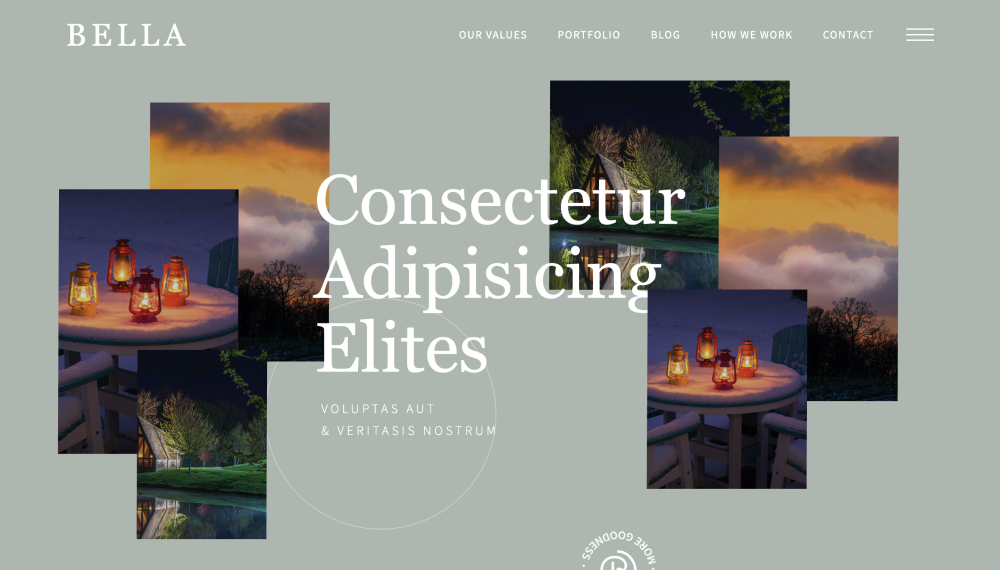 BELLA
OUR VALUES
PORTFOLIO
BLOG
HOW WE WORK
CONTACT
Consectetur
Adipisicing
Elites
VOLUPTAS AUT
& VERITASIS NOSTRUM
MORE GOODNESS